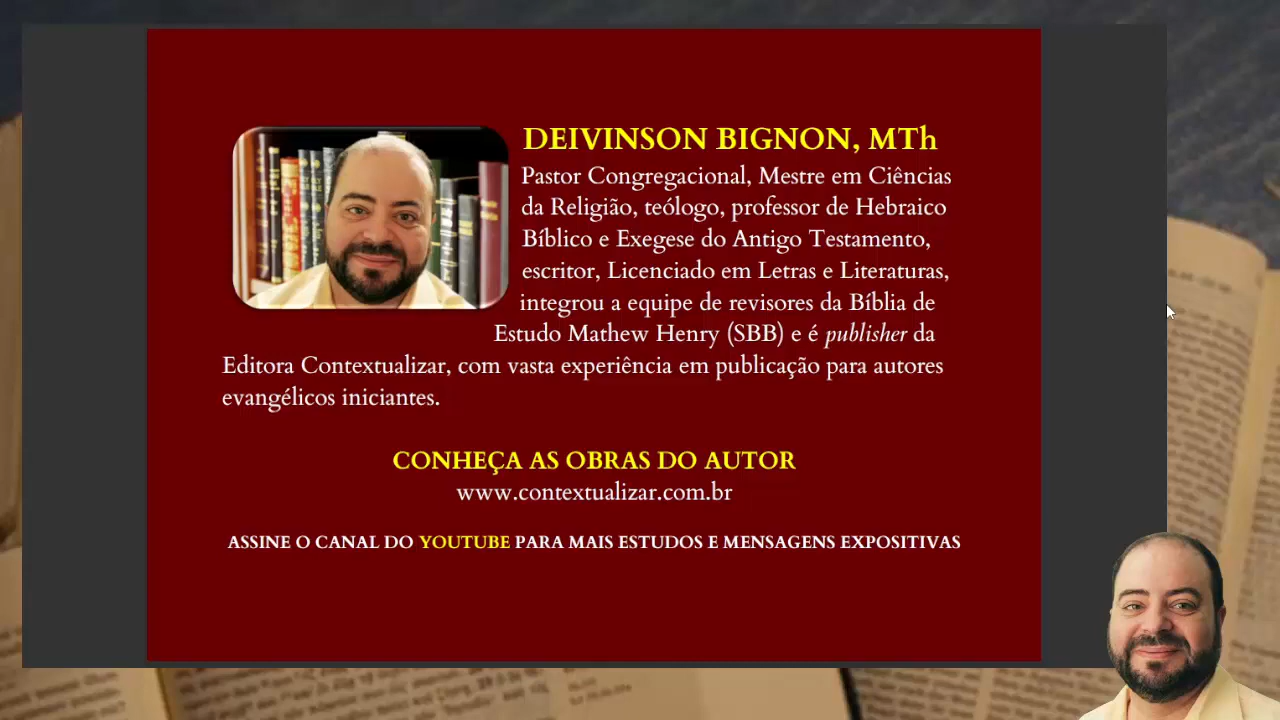 DEIVINSON BIGNON, MTh
Pastor Congregacional, Mestre em Ciências
da Religião, teólogo, professor de Hebraico
Bíblico e Exegese do Antigo Testamento,
escritor, Licenciado em Letras e Literaturas,
integrou a equipe de revisores da Bíblia de
Estudo Mathew Henry (SBB) e é publisher da
Editora Contextualizar, com vasta experiência em publicação para autores
evangélicos iniciantes.
CONHEÇA AS OBRAS DO AUTOR
www.contextualizar.com.br
ASSINE O CANAL DO YOUTUBE PARA MAIS ESTUDOS E MENSAGENS EXPOSITIVAS